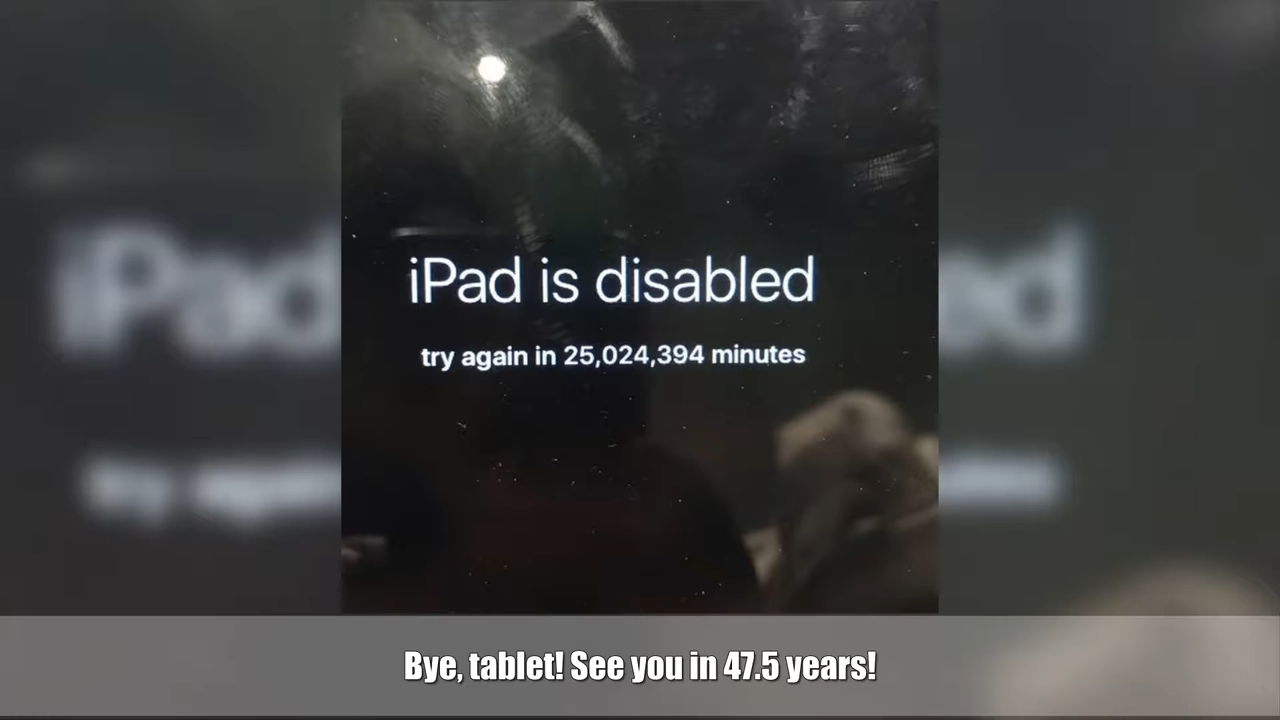 iPad is disabled
try again in 25,024,394 minutes
Bye, tablet! See you in 47.5 years!